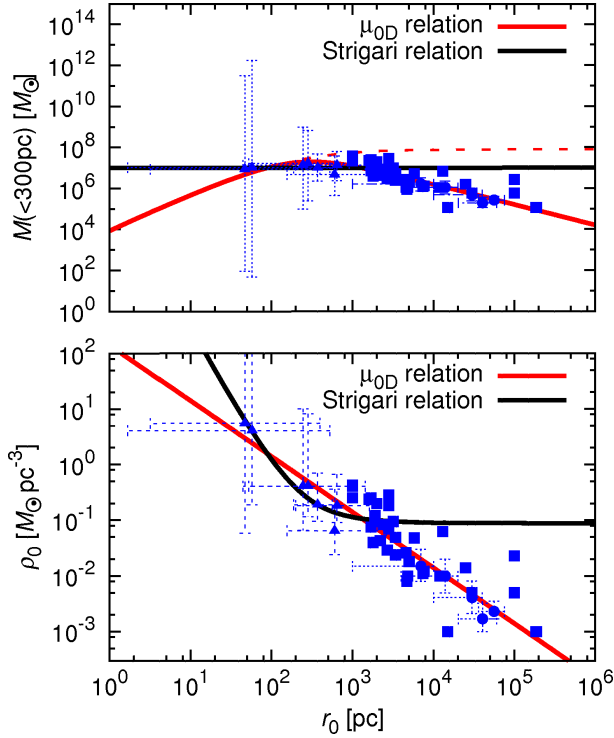 μ0D relation
Strigari relation
M(<300pc) [M⊙]
10^14
10^12
10^10
10^8
10^6
10^4
10^2
10^0
μ0D relation
Strigari relation
ρ0 [M⊙ pc^-3]
10^2
10^1
10^0
10^-1
10^-2
10^-3
10^0 10^1 10^2 10^3 10^4 10^5 10^6
r0 [pc]